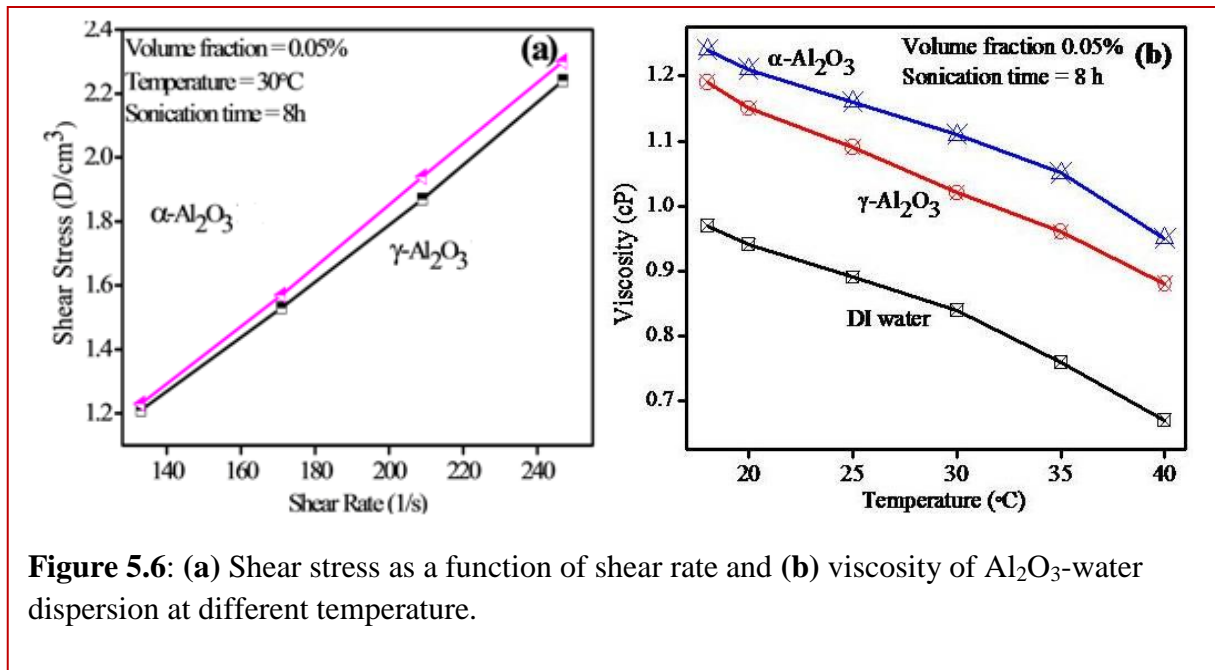 (a)
Volume fraction = 0.05%
Temperature = 30°C
Sonication time = 8h
α-Al₂O₃
γ-Al₂O₃
Shear Stress (D/cm³)
2.4
2.2
2.0
1.8
1.6
1.4
1.2
140 160 180 200 220 240
Shear Rate (1/s)
(b)
Volume fraction 0.05%
Sonication time = 8 h
α-Al₂O₃
γ-Al₂O₃
DI water
Viscosity (cP)
1.2
1.1
1.0
0.9
0.8
0.7
20 25 30 35 40
Temperature (°C)
Figure 5.6: (a) Shear stress as a function of shear rate and (b) viscosity of Al₂O₃-water
dispersion at different temperature.